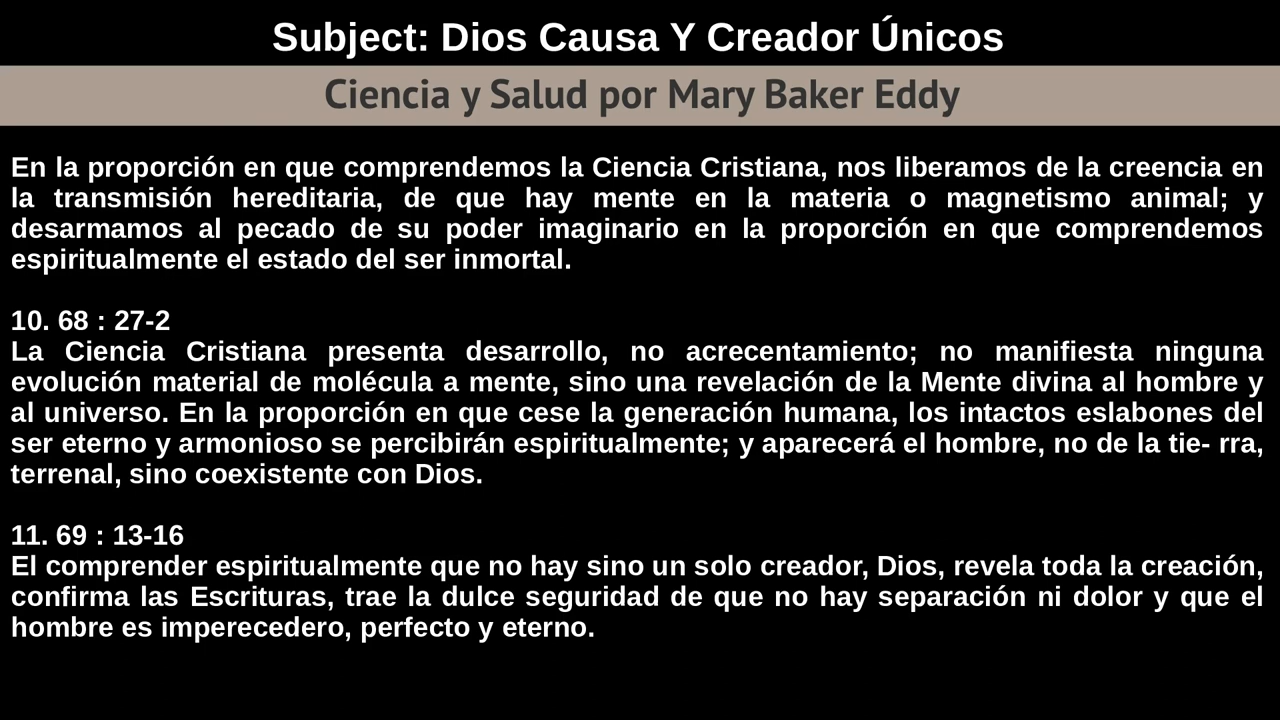 Subject: Dios Causa Y Creador Únicos
Ciencia y Salud por Mary Baker Eddy
En la proporción en que comprendemos la Ciencia Cristiana, nos liberamos de la creencia en
la transmisión hereditaria, de que hay mente en la materia o magnetismo animal; y
desarmamos al pecado de su poder imaginario en la proporción en que comprendemos
espiritualmente el estado del ser inmortal.
10. 68 : 27-2
La Ciencia Cristiana presenta desarrollo, no acrecentamiento; no manifiesta ninguna
evolución material de molécula a mente, sino una revelación de la Mente divina al hombre y
al universo. En la proporción en que cese la generación humana, los intactos eslabones del
ser eterno y armonioso se percibirán espiritualmente; y aparecerá el hombre, no de la tie- rra,
terrenal, sino coexistente con Dios.
11. 69 : 13-16
El comprender espiritualmente que no hay sino un solo creador, Dios, revela toda la creación,
confirma las Escrituras, trae la dulce seguridad de que no hay separación ni dolor y que el
hombre es imperecedero, perfecto y eterno.